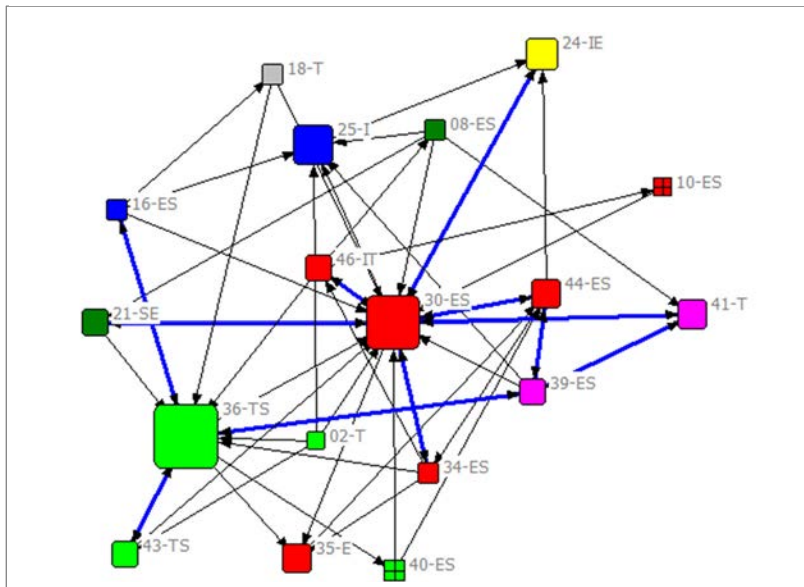 24-IE
18-T
25-I
08-ES
10-ES
16-ES
46-IT
44-ES
30-ES
41-T
21-SE
39-ES
36-TS
02-T
34-ES
43-TS
35-E
40-ES